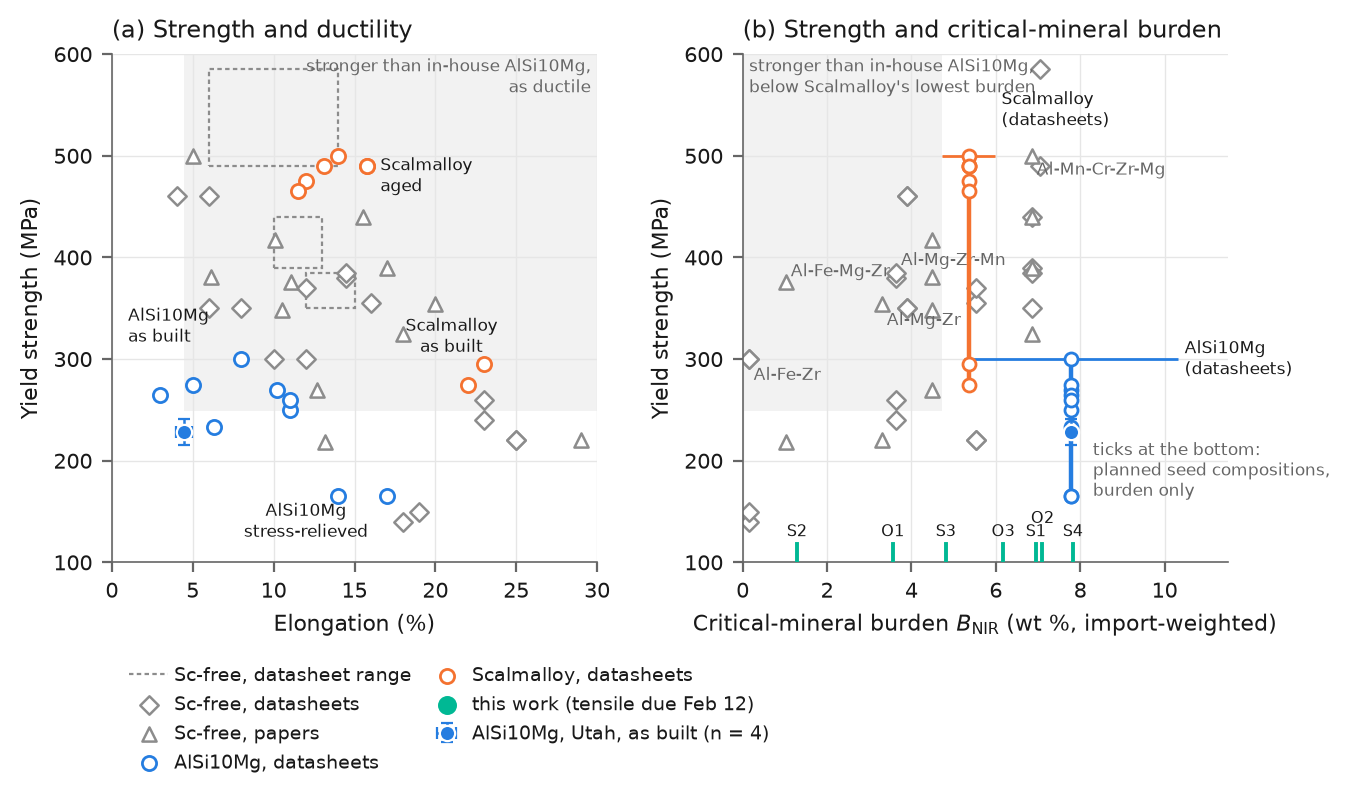 (a) Strength and ductility
stronger than in-house AlSi10Mg,
as ductile
Scalmalloy
aged
AlSi10Mg
as built
Scalmalloy
as built
AlSi10Mg
stress-relieved
600
500
400
300
200
100
0
5
10
15
20
25
30
Yield strength (MPa)
Elongation (%)
(b) Strength and critical-mineral burden
stronger than in-house AlSi10Mg,
below Scalmalloy's lowest burden
Scalmalloy
(datasheets)
Al-Mn-Cr-Zr-Mg
Al-Mg-Zr-Mn
Al-Fe-Mg-Zr
Al-Mg-Zr
AlSi10Mg
(datasheets)
Al-Fe-Zr
ticks at the bottom:
planned seed compositions,
burden only
S2
O1
S3
O3
S1
O2
S4
600
500
400
300
200
100
0
2
4
6
8
10
Yield strength (MPa)
Critical-mineral burden BNIR (wt %, import-weighted)
Sc-free, datasheet range
Sc-free, datasheets
Sc-free, papers
AlSi10Mg, datasheets
Scalmalloy, datasheets
this work (tensile due Feb 12)
AlSi10Mg, Utah, as built (n = 4)